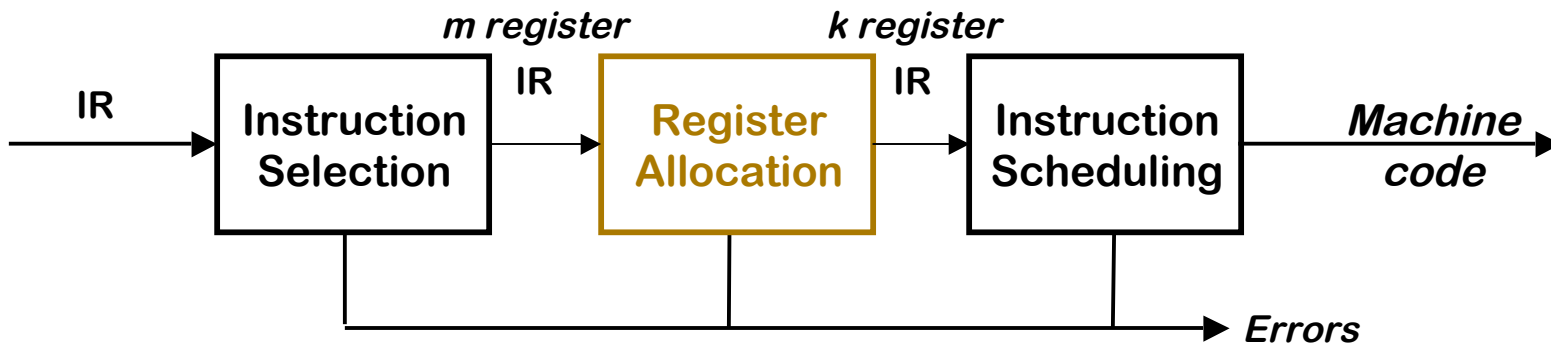 m register
k register
IR
Instruction
Selection
IR
Register
Allocation
IR
Instruction
Scheduling
Machine
code
Errors